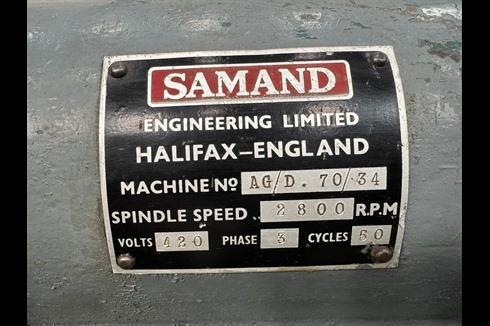 SAMAND
ENGINEERING LIMITED
HALIFAX-ENGLAND
MACHINE Nº AG/D. 70/34
SPINDLE SPEED 2800 R.P.M
VOLTS 420 PHASE 3 CYCLES 50